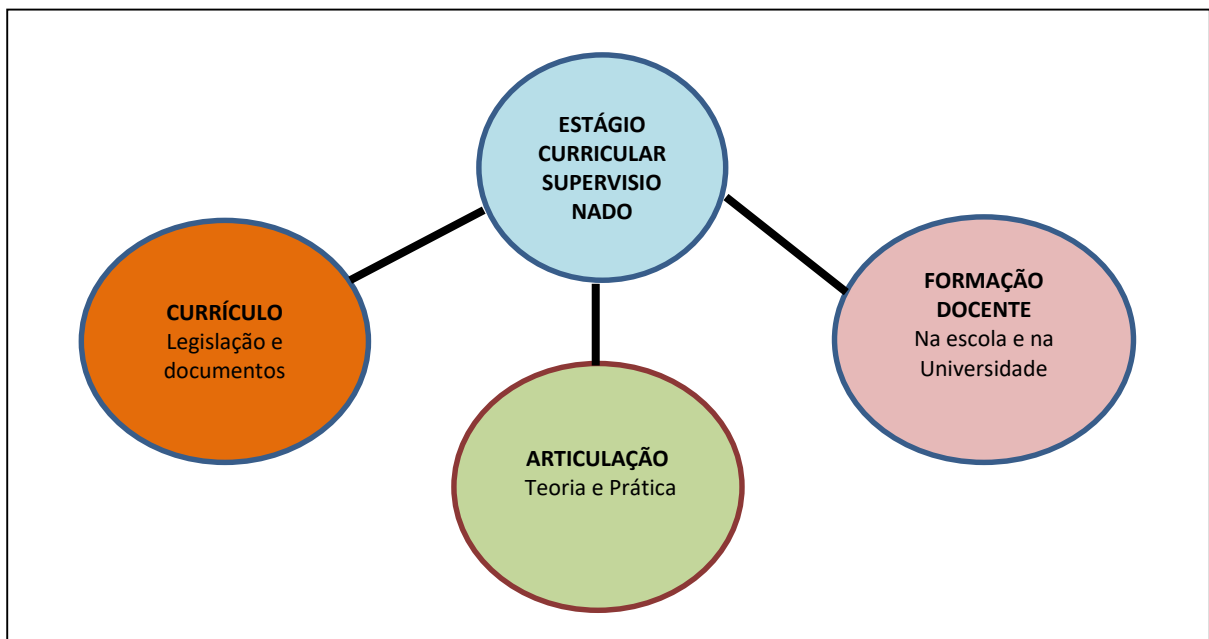 ESTÁGIO
CURRICULAR
SUPERVISIO
NADO
CURRÍCULO
Legislação e
documentos
FORMAÇÃO
DOCENTE
Na escola e na
Universidade
ARTICULAÇÃO
Teoria e Prática